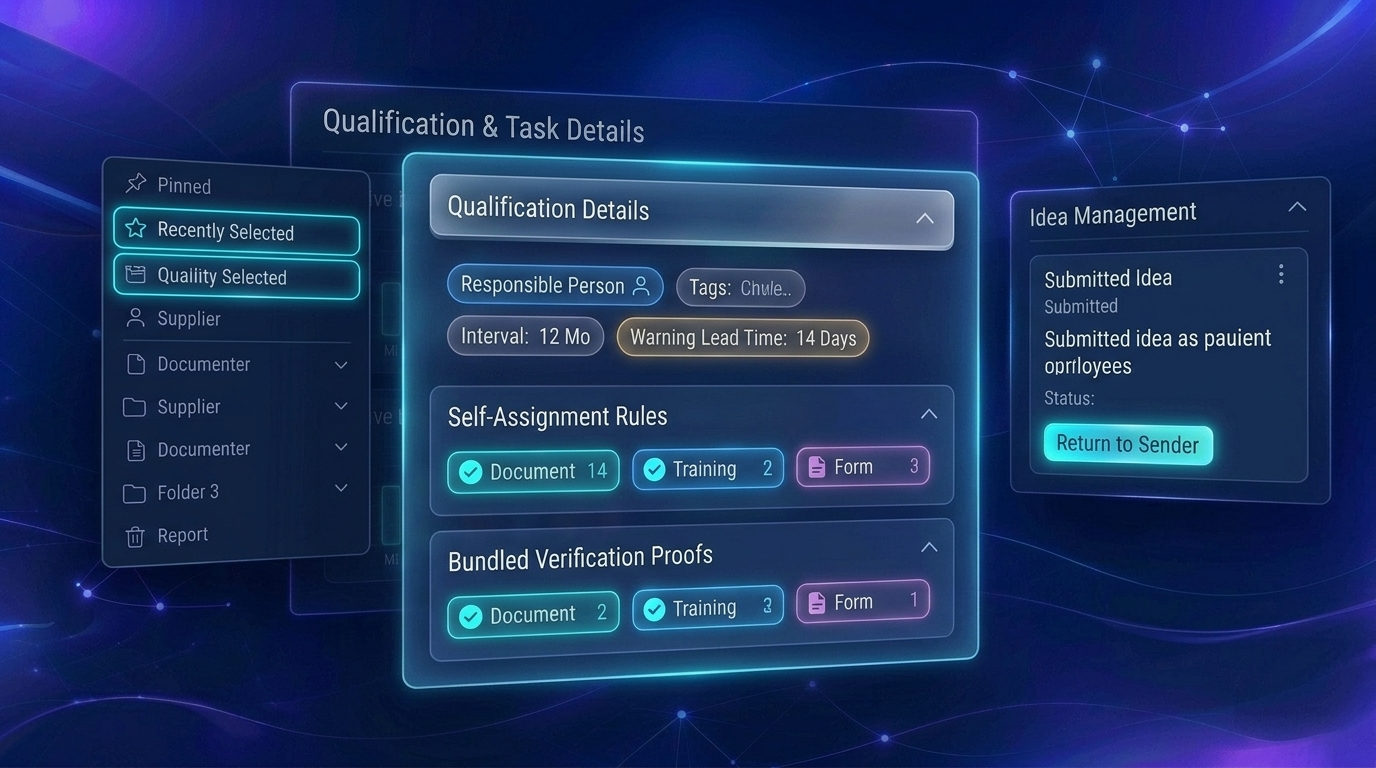 Qualification & Task Details
Pinned
Recently Selected
Quaility Selected
Supplier
Documenter
Supplier
Documenter
Folder 3
Report
Qualification Details
Responsible Person
Tags:
Interval: 12 Mo
Warning Lead Time: 14 Days
Self-Assignment Rules
Document 14
Training 2
Form 3
Bundled Verification Proofs
Document 2
Training
Form 1
Idea Management
Submitted Idea
Submitted
Submitted idea as pauient
oprloyees
Status:
Return to Sender